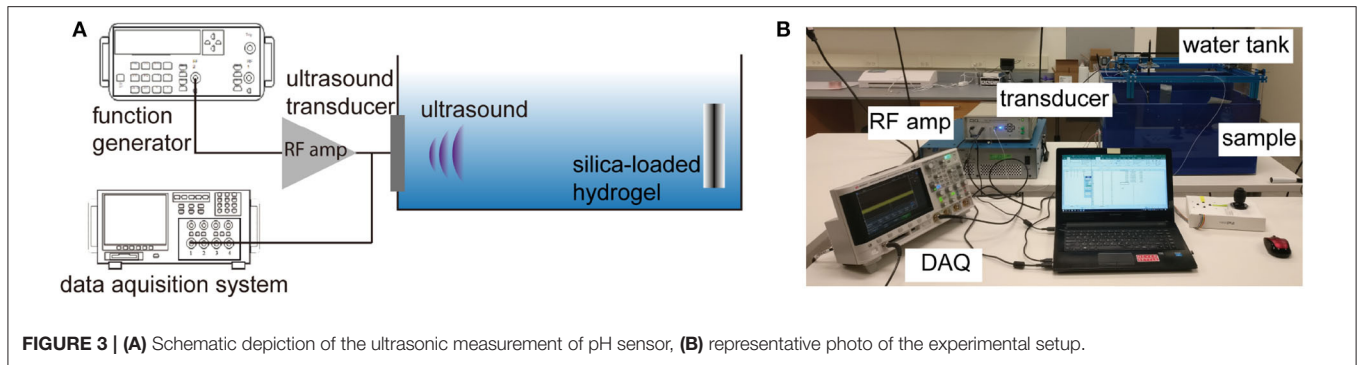 A
function
generator
ultrasound
transducer
RF amp
ultrasound
silica-loaded
hydrogel
1 2 3 4
data aquisition system
B
water tank
transducer
RF amp
sample
DAQ
FIGURE 3 | (A) Schematic depiction of the ultrasonic measurement of pH sensor, (B) representative photo of the experimental setup.